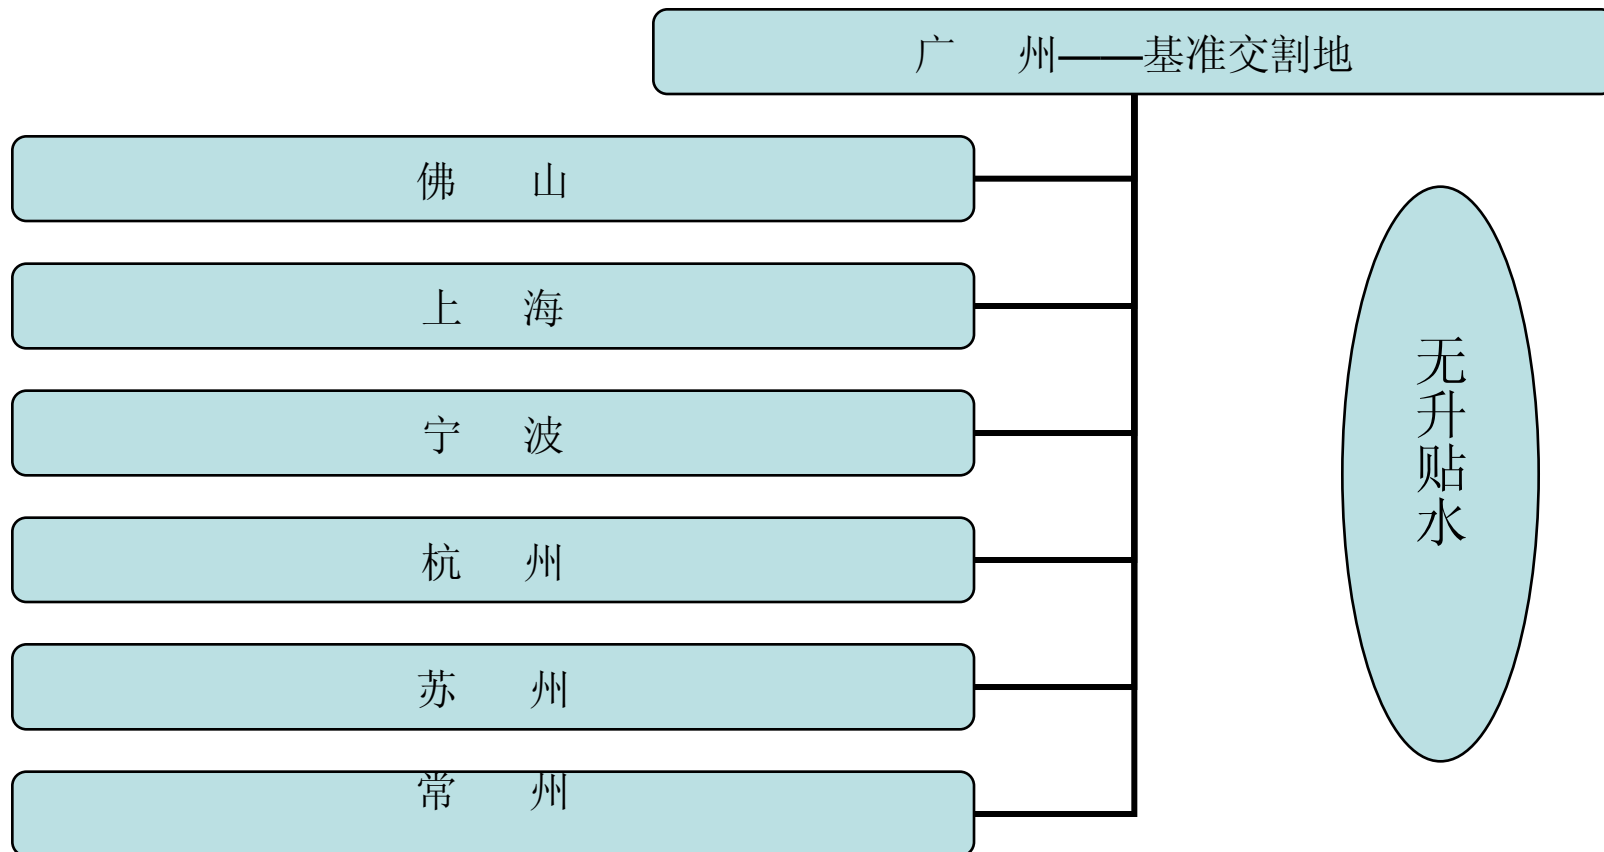 广 州——基准交割地
佛 山
上 海
宁 波
杭 州
苏 州
常 州
无升贴水